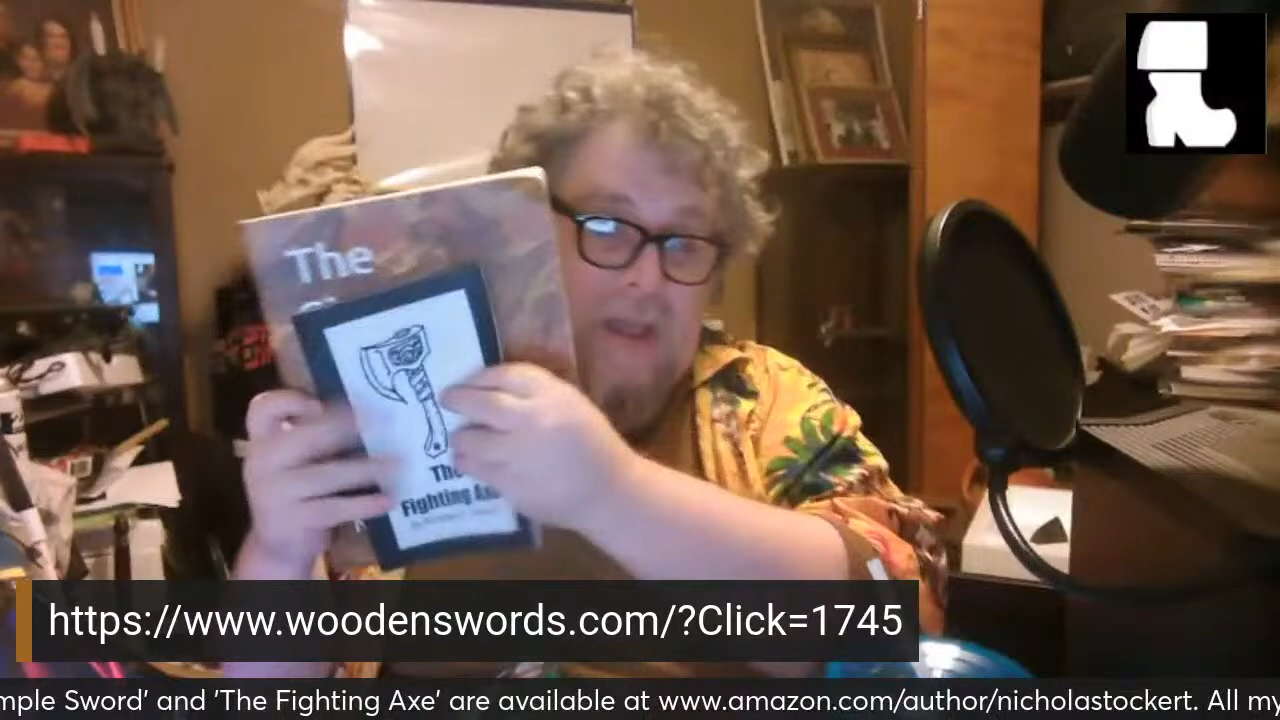 The
The
Fighting Axe
https://www.woodenswords.com/?Click=1745
mple Sword' and 'The Fighting Axe' are available at www.amazon.com/author/nicholastockert. All my